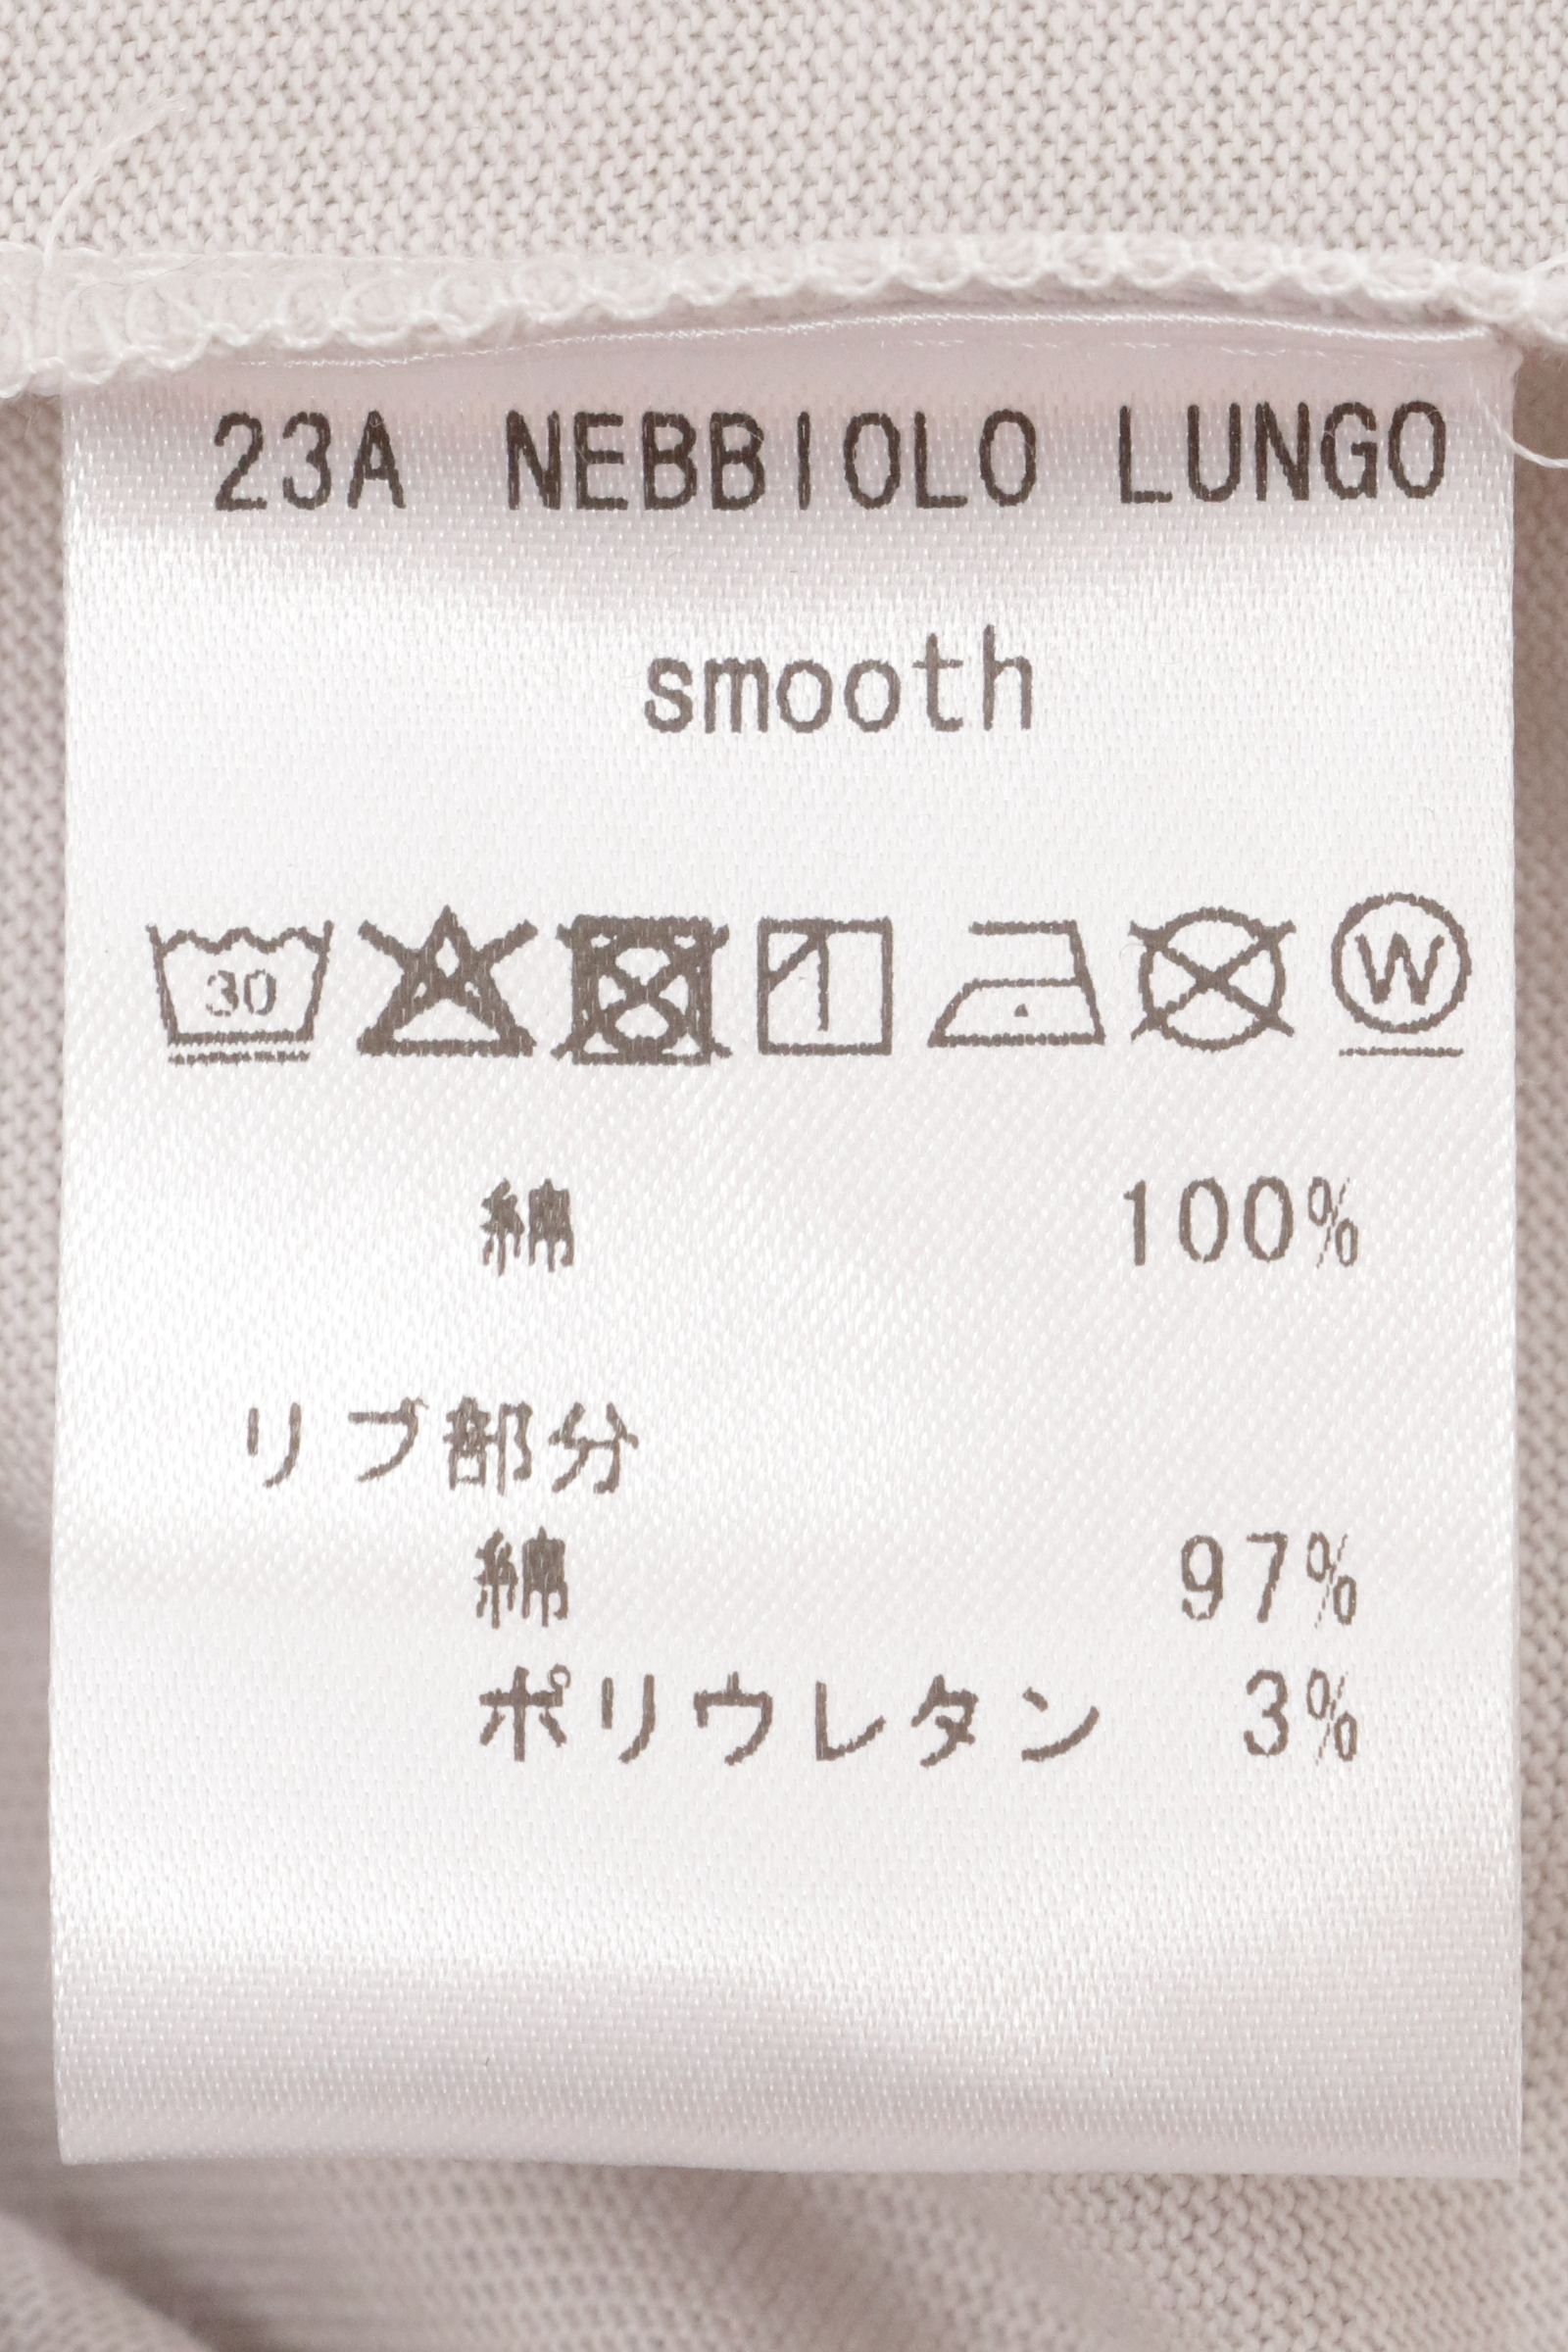 23A NEBBIOLO LUNGO
smooth
30 W
綿 100%
リブ部分
綿 97%
ポリウレタン 3%